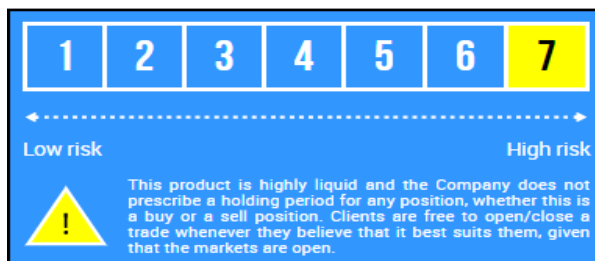 1 2 3 4 5 6 7
Low risk High risk
This product is highly liquid and the Company does not
prescribe a holding period for any position, whether this is
a buy or a sell position. Clients are free to open/close a
trade whenever they believe that it best suits them, given
that the markets are open.
!